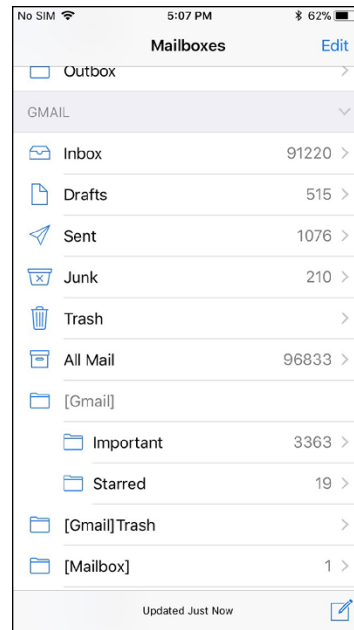 No SIM 5:07 PM 62%
Mailboxes Edit
Outbox
GMAIL
Inbox 91220
Drafts 515
Sent 1076
Junk 210
Trash
All Mail 96833
[Gmail]
Important 3363
Starred 19
[Gmail]Trash
[Mailbox] 1
Updated Just Now